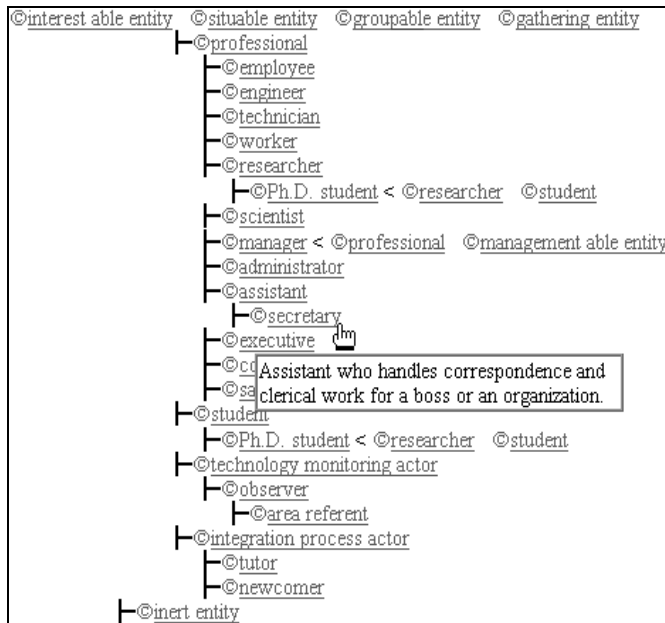 ©interest able entity ©situable entity ©groupable entity ©gathering entity
©professional
©employee
©engineer
©technician
©worker
©researcher
©Ph.D. student < ©researcher ©student
©scientist
©manager < ©professional ©management able entity
©administrator
©assistant
©secretary
©executive
Assistant who handles correspondence and
clerical work for a boss or an organization.
©student
©Ph.D. student < ©researcher ©student
©technology monitoring actor
©observer
©area referent
©integration process actor
©tutor
©newcomer
©inert entity